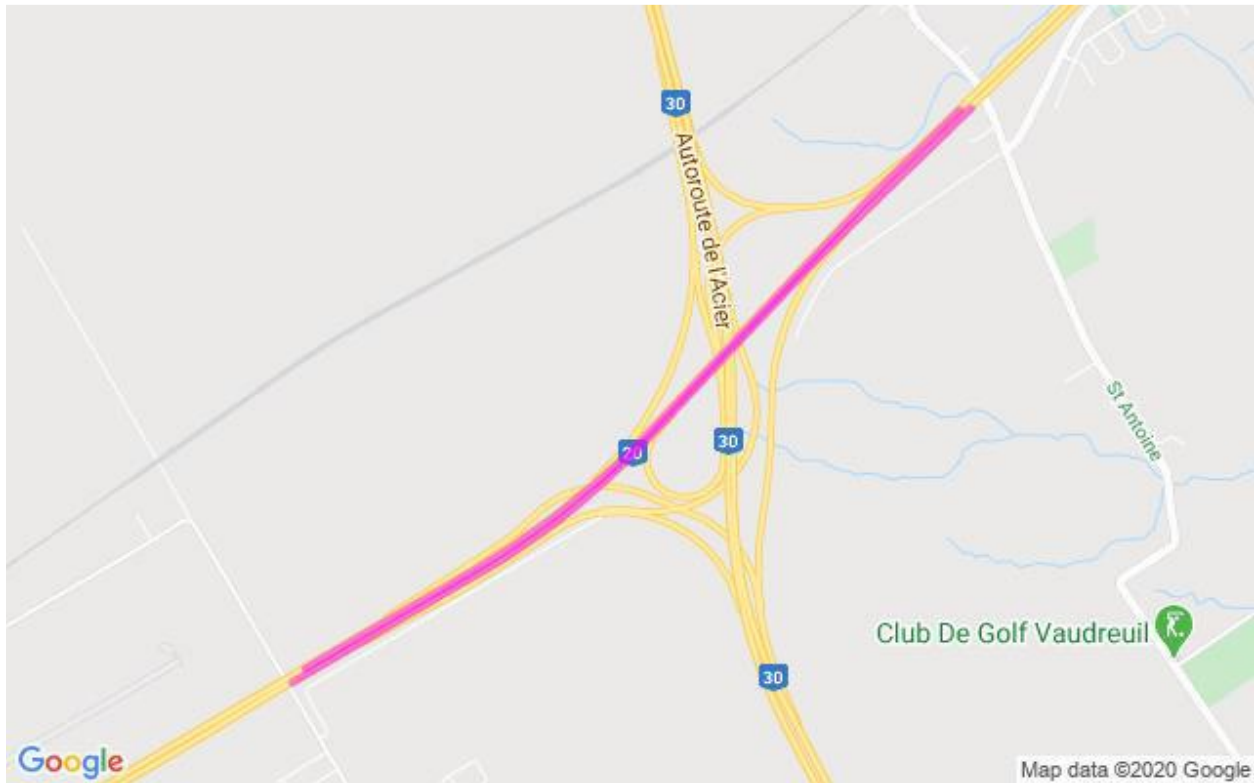 30
Autoroute de l'Acier
St Antoine
20
30
Club De Golf Vaudreuil
30
Google
Map data ©2020 Google